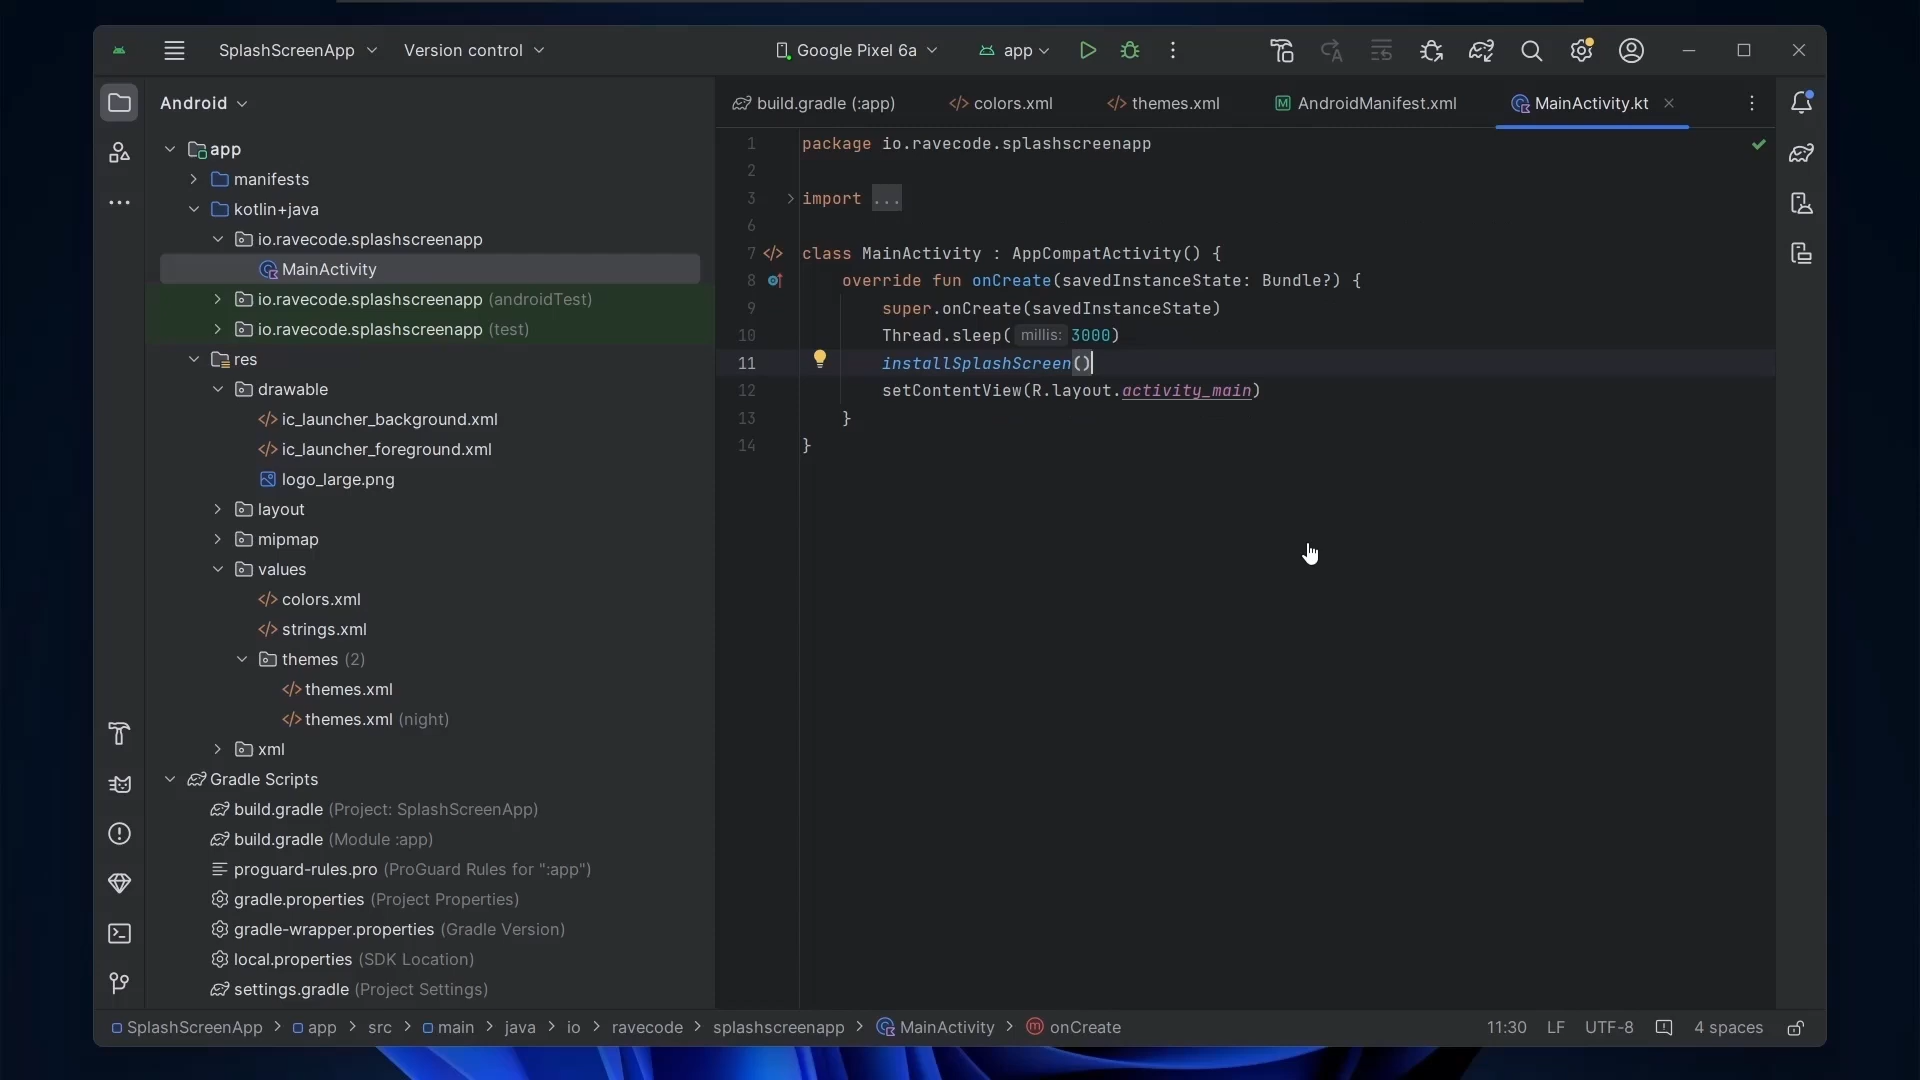 SplashScreenApp Version control Google Pixel 6a app
Android
build.gradle (:app) colors.xml themes.xml AndroidManifest.xml MainActivity.kt
app
manifests
kotlin+java
io.ravecode.splashscreenapp
MainActivity
io.ravecode.splashscreenapp (androidTest)
io.ravecode.splashscreenapp (test)
res
drawable
ic_launcher_background.xml
ic_launcher_foreground.xml
logo_large.png
layout
mipmap
values
colors.xml
strings.xml
themes (2)
themes.xml
themes.xml (night)
xml
Gradle Scripts
build.gradle (Project: SplashScreenApp)
build.gradle (Module :app)
proguard-rules.pro (ProGuard Rules for ":app")
gradle.properties (Project Properties)
gradle-wrapper.properties (Gradle Version)
local.properties (SDK Location)
settings.gradle (Project Settings)
1 package io.ravecode.splashscreenapp
2
3 import ...
6
7 class MainActivity : AppCompatActivity() {
8 override fun onCreate(savedInstanceState: Bundle?) {
9 super.onCreate(savedInstanceState)
10 Thread.sleep( millis: 3000)
11 installSplashScreen()
12 setContentView(R.layout.activity_main)
13 }
14 }
SplashScreenApp > app > src > main > java > io > ravecode > splashscreenapp > MainActivity > onCreate 11:30 LF UTF-8 4 spaces